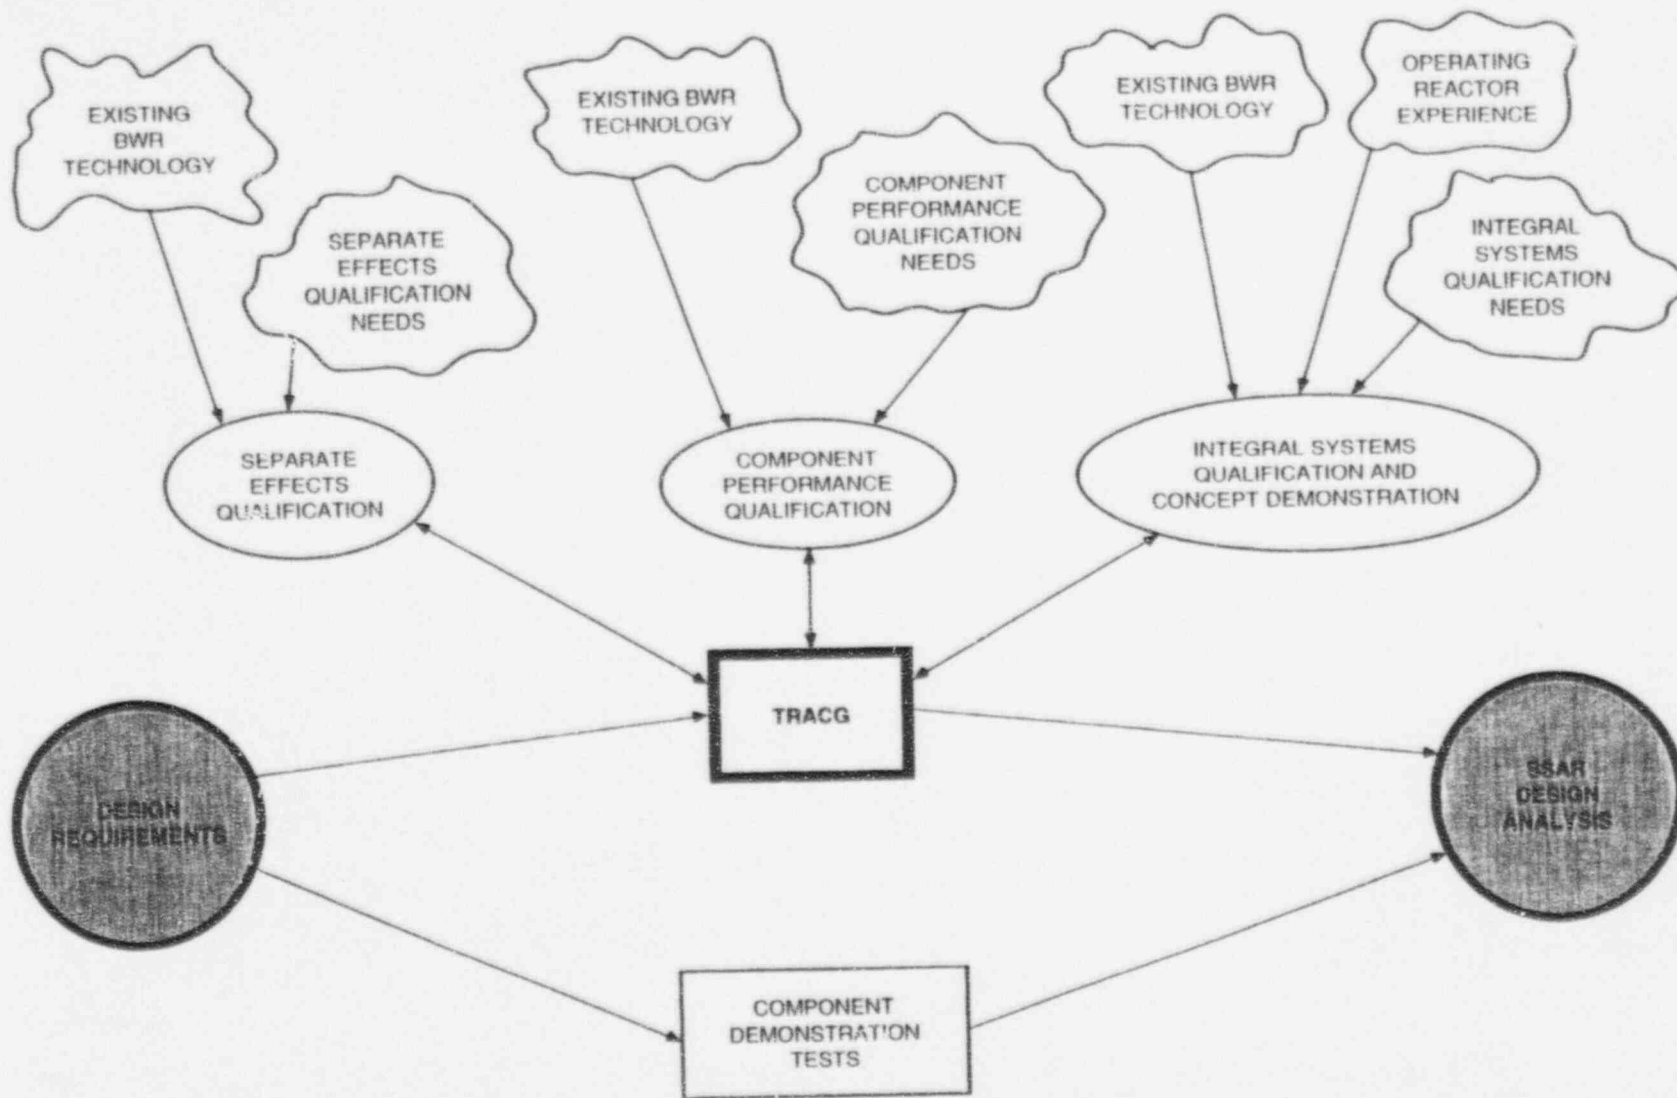 EXISTING
BWR
TECHNOLOGY
SEPARATE
EFFECTS
QUALIFICATION
NEEDS
EXISTING BWR
TECHNOLOGY
COMPONENT
PERFORMANCE
QUALIFICATION
NEEDS
EXISTING BWR
TECHNOLOGY
OPERATING
REACTOR
EXPERIENCE
INTEGRAL
SYSTEMS
QUALIFICATION
NEEDS
SEPARATE
EFFECTS
QUALIFICATION
COMPONENT
PERFORMANCE
QUALIFICATION
INTEGRAL SYSTEMS
QUALIFICATION AND
CONCEPT DEMONSTRATION
TRACG
DESIGN
REQUIREMENTS
SSAR
DESIGN
ANALYSIS
COMPONENT
DEMONSTRATION
TESTS